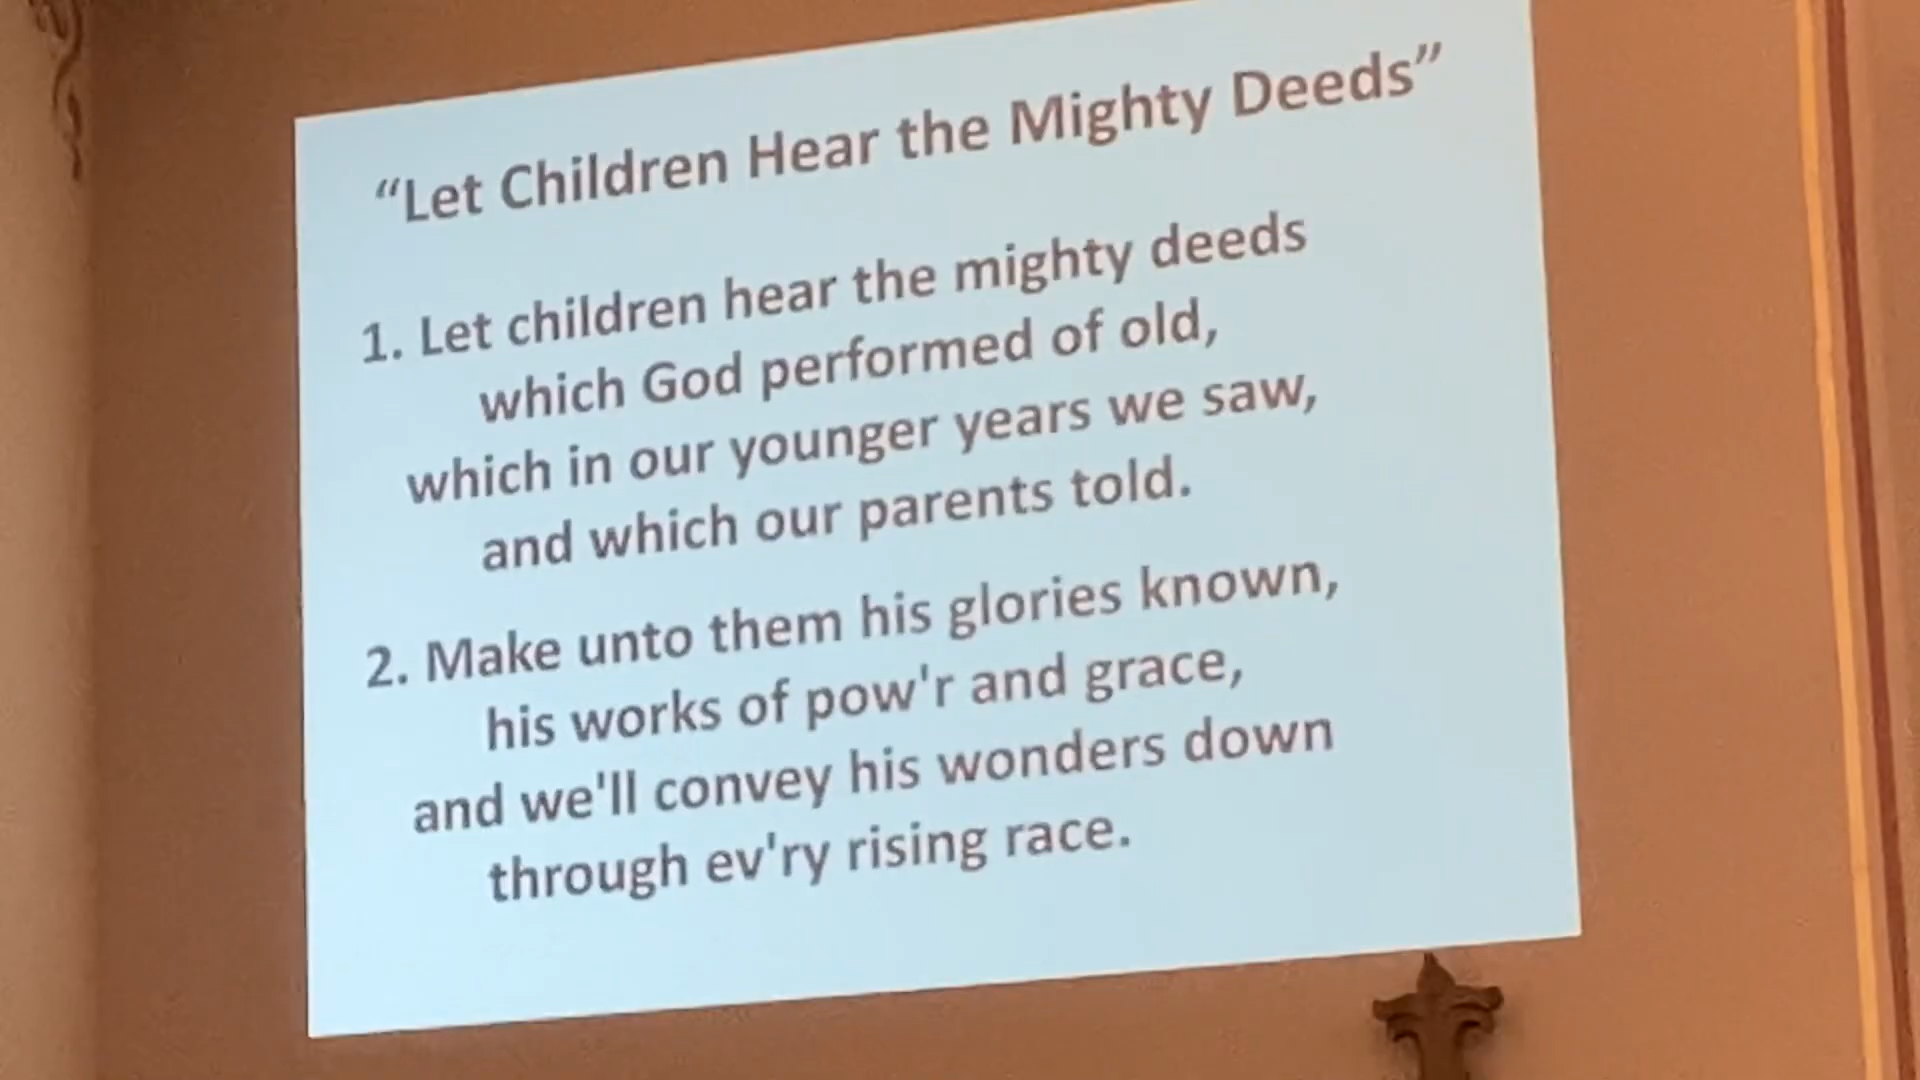 “Let Children Hear the Mighty Deeds”
1. Let children hear the mighty deeds
which God performed of old,
which in our younger years we saw,
and which our parents told.
2. Make unto them his glories known,
his works of pow'r and grace,
and we'll convey his wonders down
through ev'ry rising race.